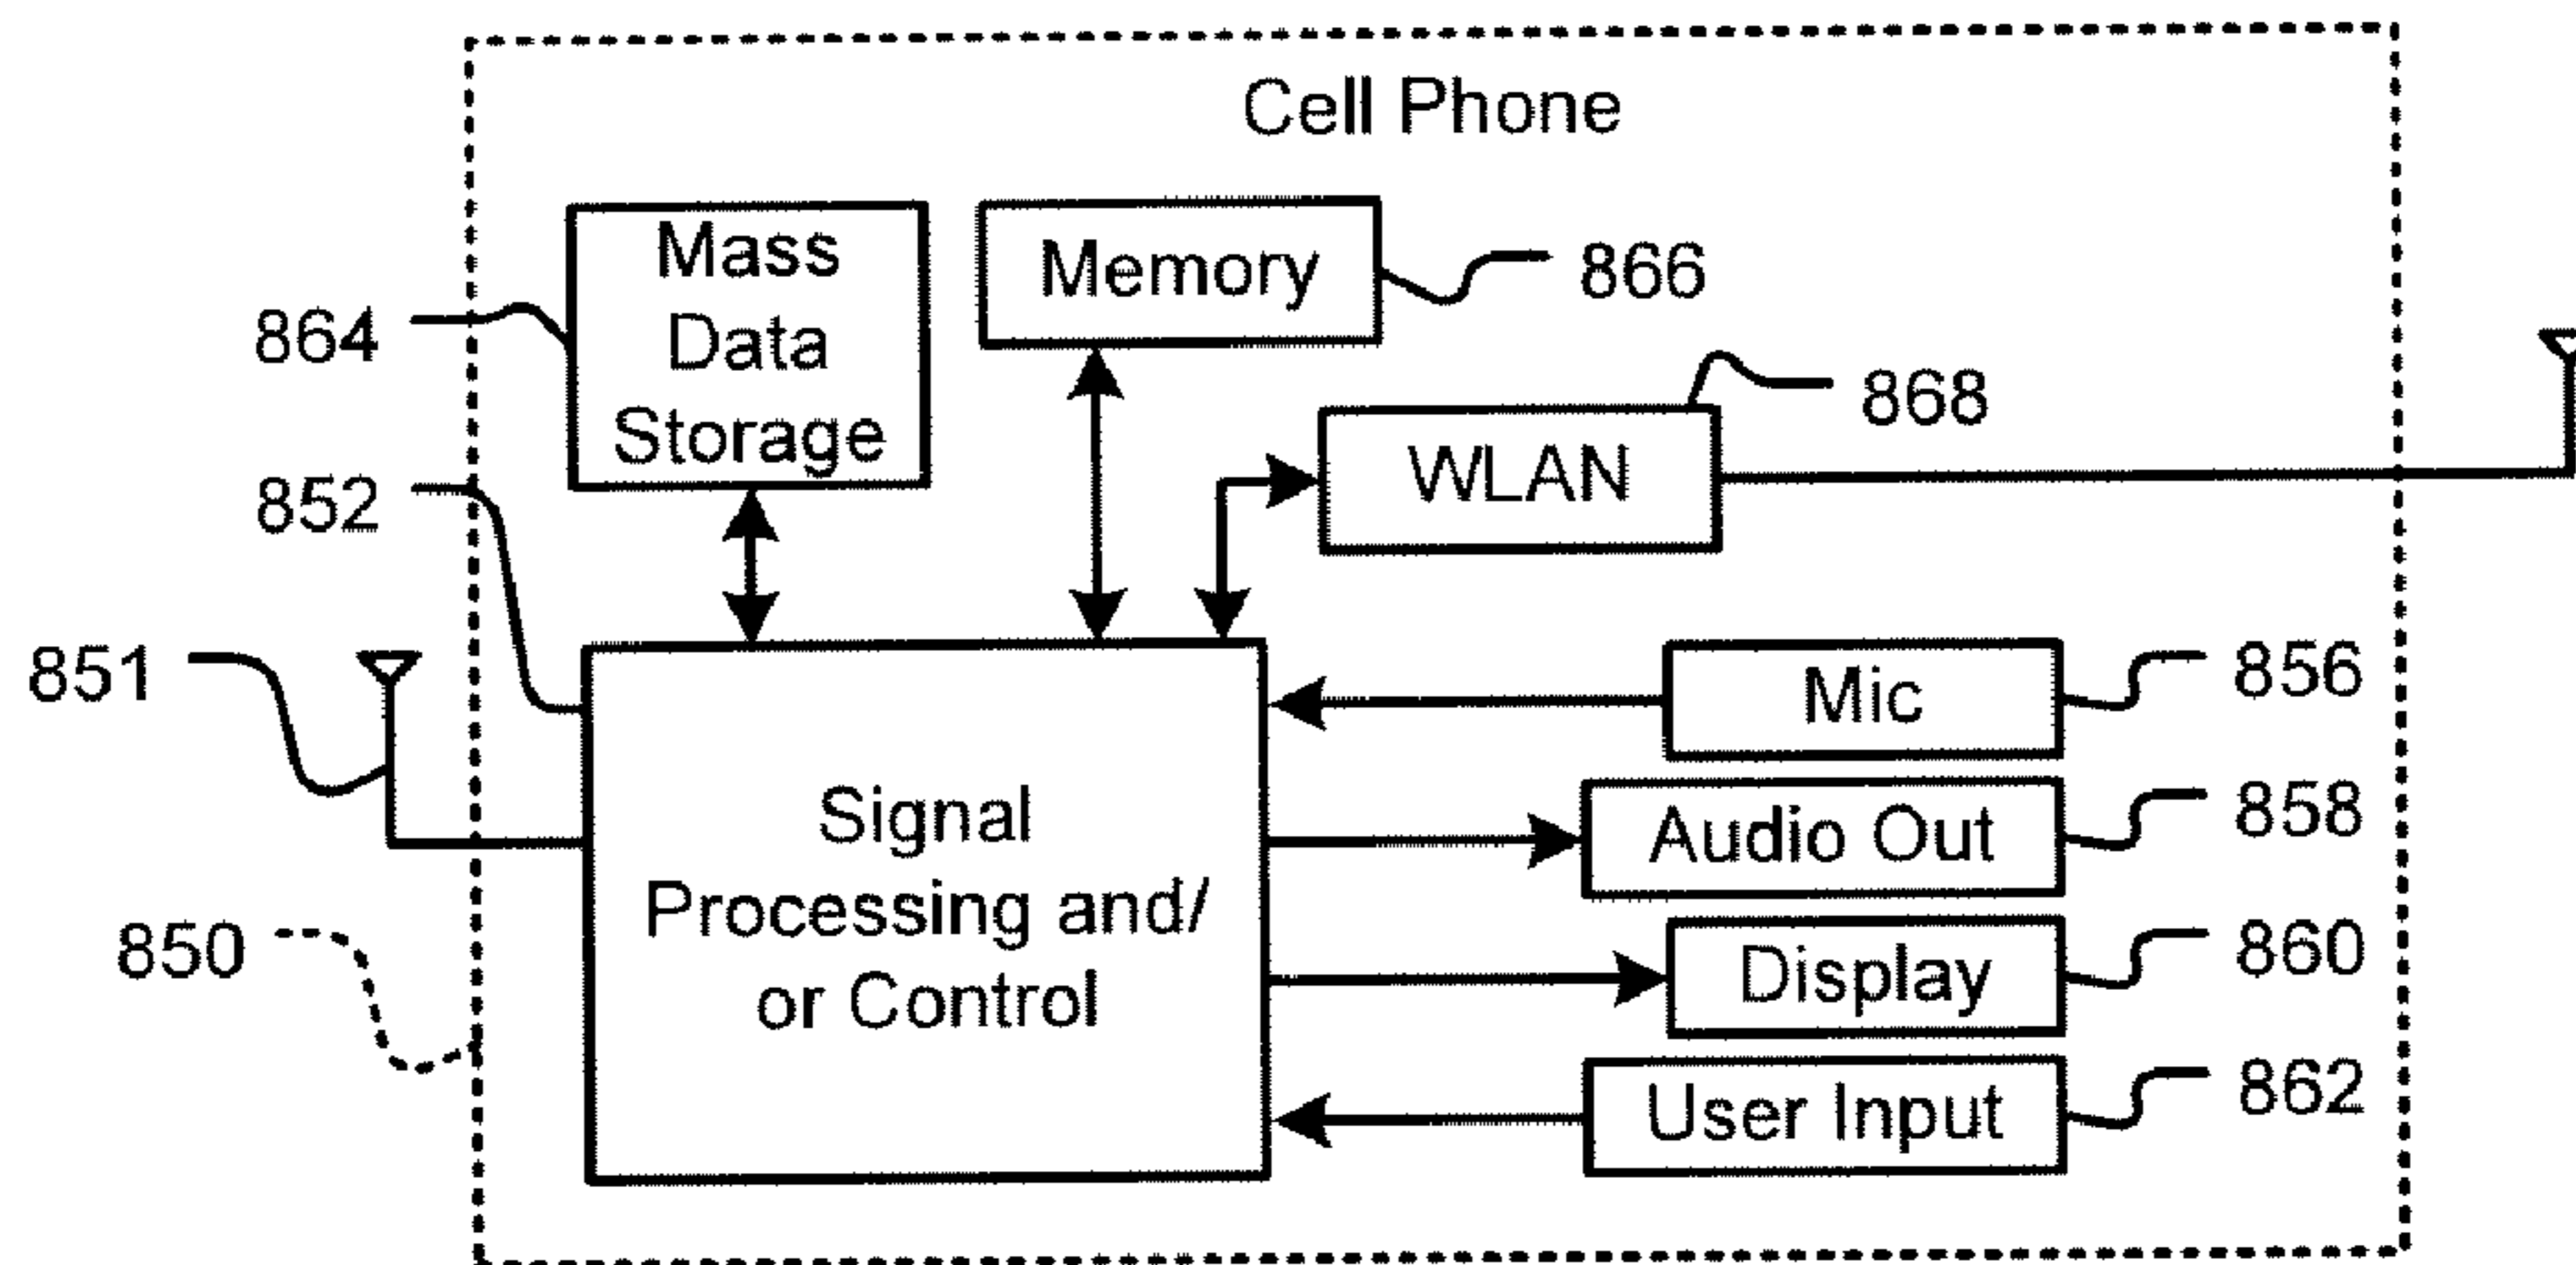 Cell Phone
Mass
Data
Storage
Memory
866
864
868
WLAN
852
851
Mic
856
Signal
Processing and/
or Control
Audio Out
858
850
Display
860
User Input
862